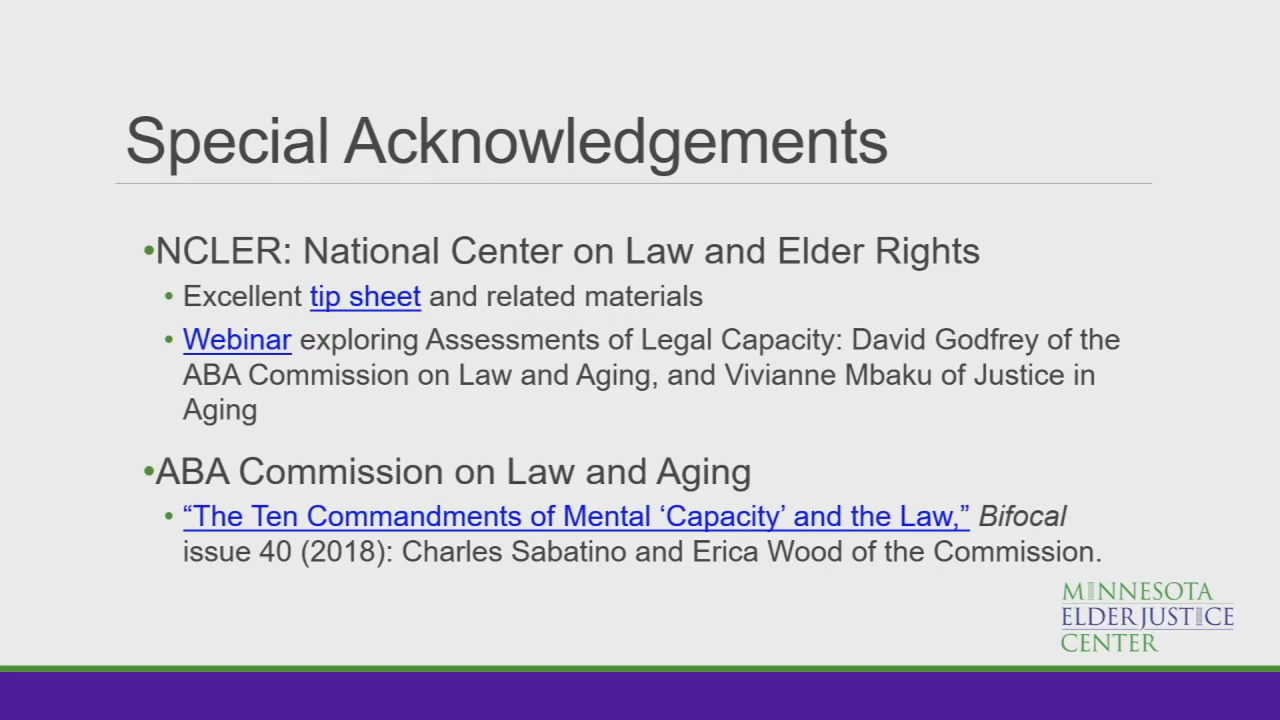 Special Acknowledgements
•NCLER: National Center on Law and Elder Rights
• Excellent tip sheet and related materials
• Webinar exploring Assessments of Legal Capacity: David Godfrey of the
ABA Commission on Law and Aging, and Vivianne Mbaku of Justice in
Aging
•ABA Commission on Law and Aging
• “The Ten Commandments of Mental ‘Capacity’ and the Law,” Bifocal
issue 40 (2018): Charles Sabatino and Erica Wood of the Commission.
MINNESOTA
ELDER JUSTICE
CENTER